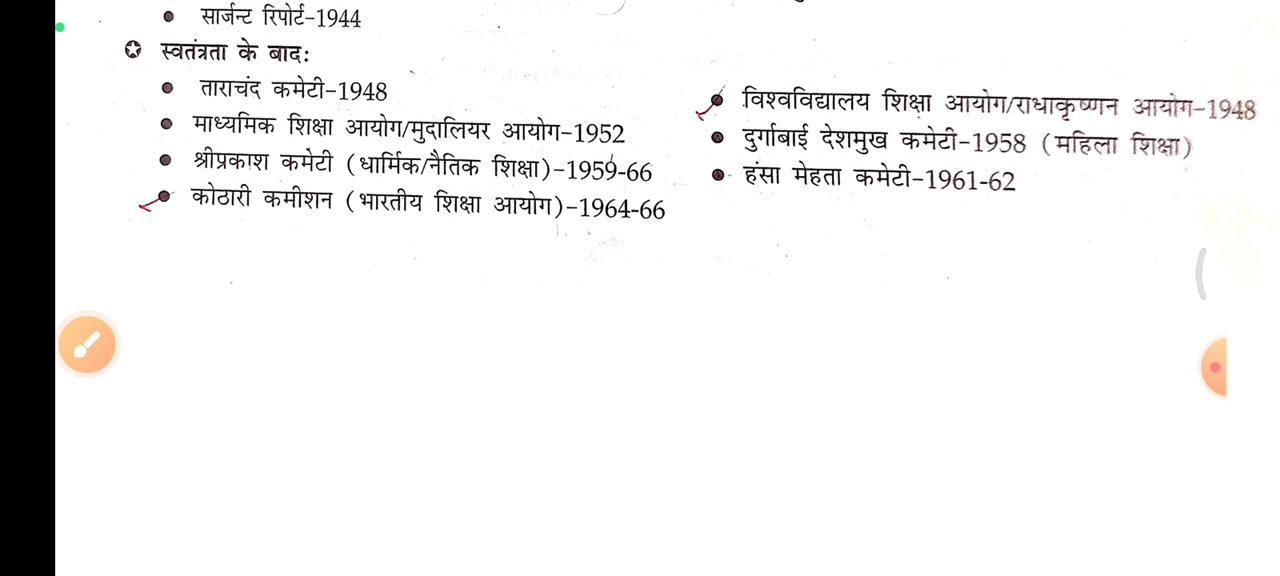 • सार्जन्ट रिपोर्ट-1944
✪ स्वतंत्रता के बाद:
• ताराचंद कमेटी-1948
• विश्वविद्यालय शिक्षा आयोग/राधाकृष्णन आयोग-1948
• माध्यमिक शिक्षा आयोग/मुदालियर आयोग-1952
• दुर्गाबाई देशमुख कमेटी-1958 (महिला शिक्षा)
• श्रीप्रकाश कमेटी (धार्मिक/नैतिक शिक्षा)-1959-66
• हंसा मेहता कमेटी-1961-62
• कोठारी कमीशन (भारतीय शिक्षा आयोग)-1964-66